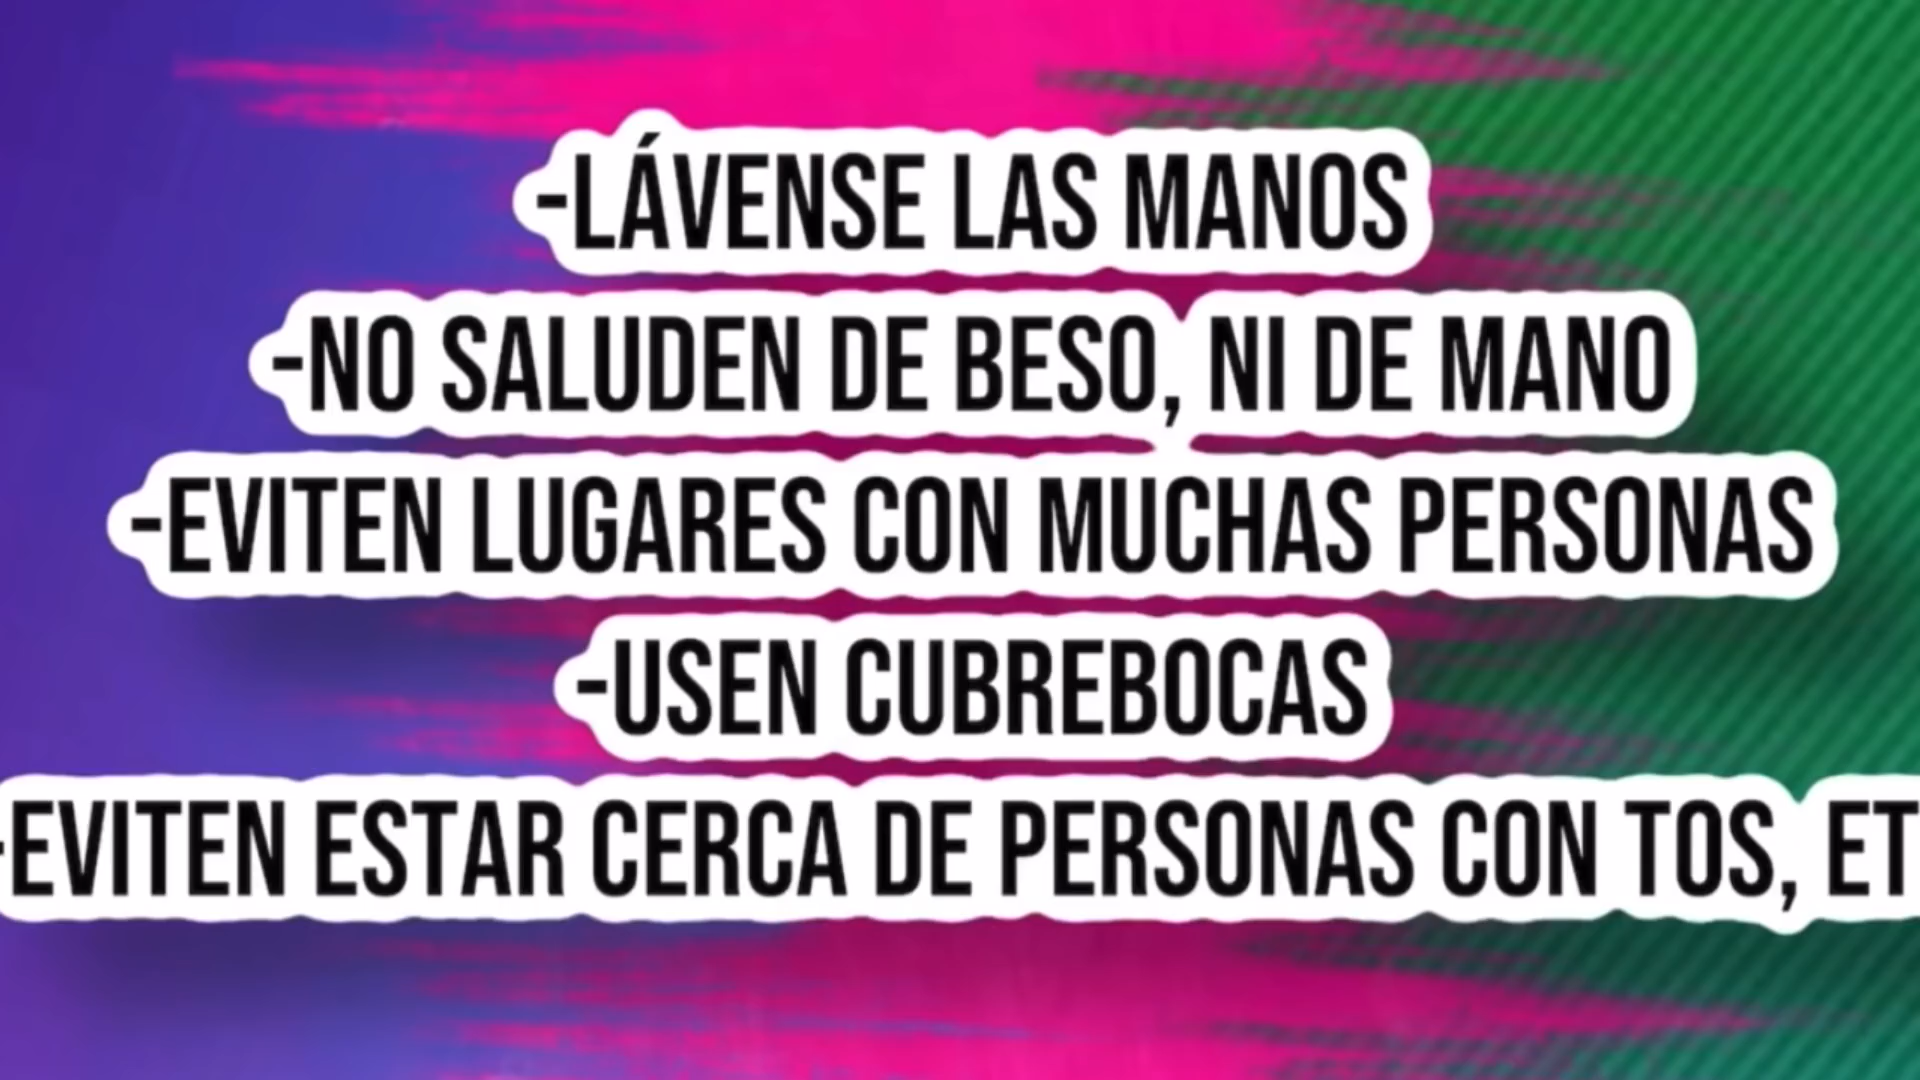 -LÁVENSE LAS MANOS
-NO SALUDEN DE BESO, NI DE MANO
-EVITEN LUGARES CON MUCHAS PERSONAS
-USEN CUBREBOCAS
-EVITEN ESTAR CERCA DE PERSONAS CON TOS, ET